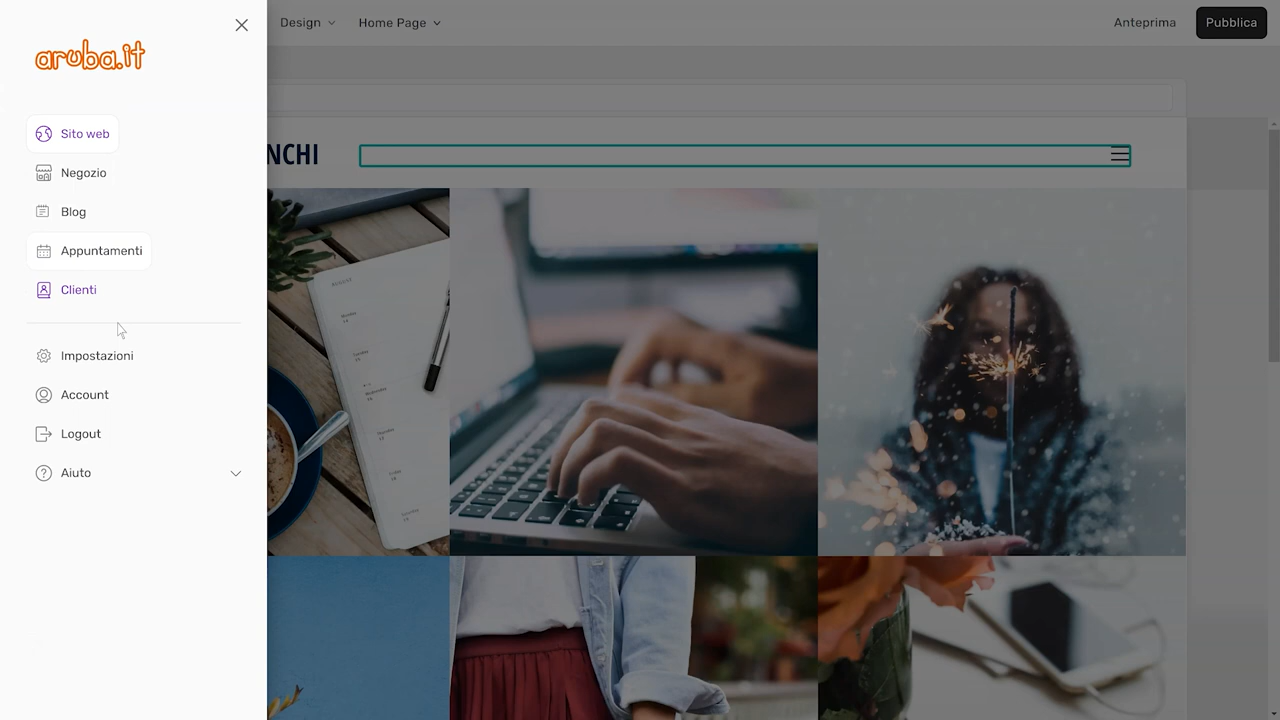 Design
Home Page
Anteprima
Pubblica
aruba.it
Sito web
Negozio
Blog
Appuntamenti
Clienti
Impostazioni
Account
Logout
Aiuto
NCHI